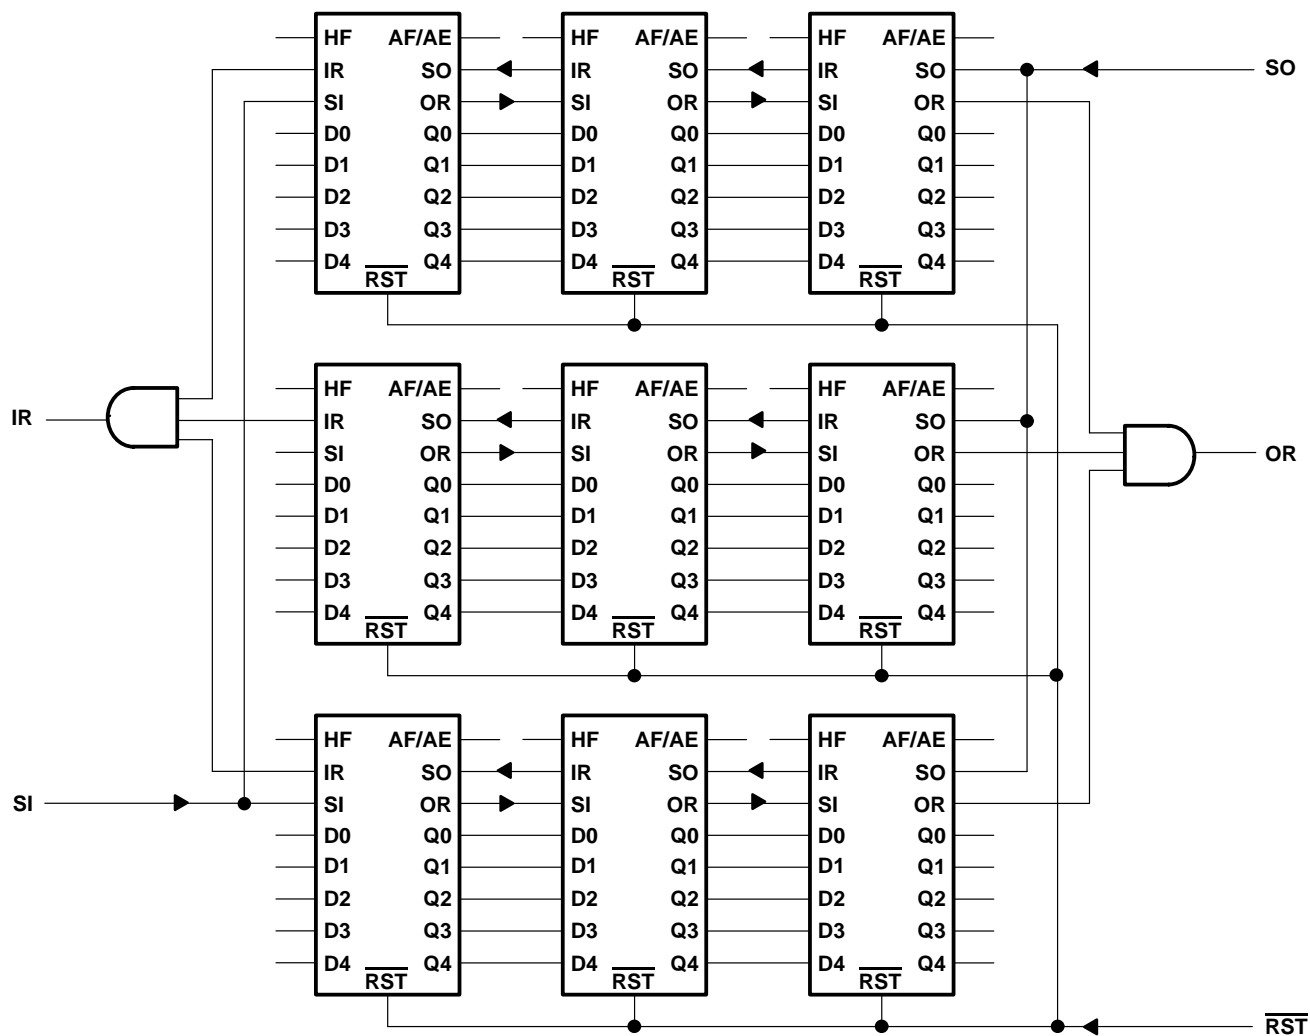 HF AF/AE HF AF/AE HF AF/AE
IR SO IR SO IR SO SO
SI OR SI OR SI OR
D0 Q0 D0 Q0 D0 Q0
D1 Q1 D1 Q1 D1 Q1
D2 Q2 D2 Q2 D2 Q2
D3 Q3 D3 Q3 D3 Q3
D4 Q4 D4 Q4 D4 Q4
RST RST RST
HF AF/AE HF AF/AE HF AF/AE
IR IR SO IR SO IR SO
SI OR SI OR SI OR OR
D0 Q0 D0 Q0 D0 Q0
D1 Q1 D1 Q1 D1 Q1
D2 Q2 D2 Q2 D2 Q2
D3 Q3 D3 Q3 D3 Q3
D4 Q4 D4 Q4 D4 Q4
RST RST RST
HF AF/AE HF AF/AE HF AF/AE
IR SO IR SO IR SO
SI SI OR SI OR SI OR
D0 Q0 D0 Q0 D0 Q0
D1 Q1 D1 Q1 D1 Q1
D2 Q2 D2 Q2 D2 Q2
D3 Q3 D3 Q3 D3 Q3
D4 Q4 D4 Q4 D4 Q4
RST RST RST
RST